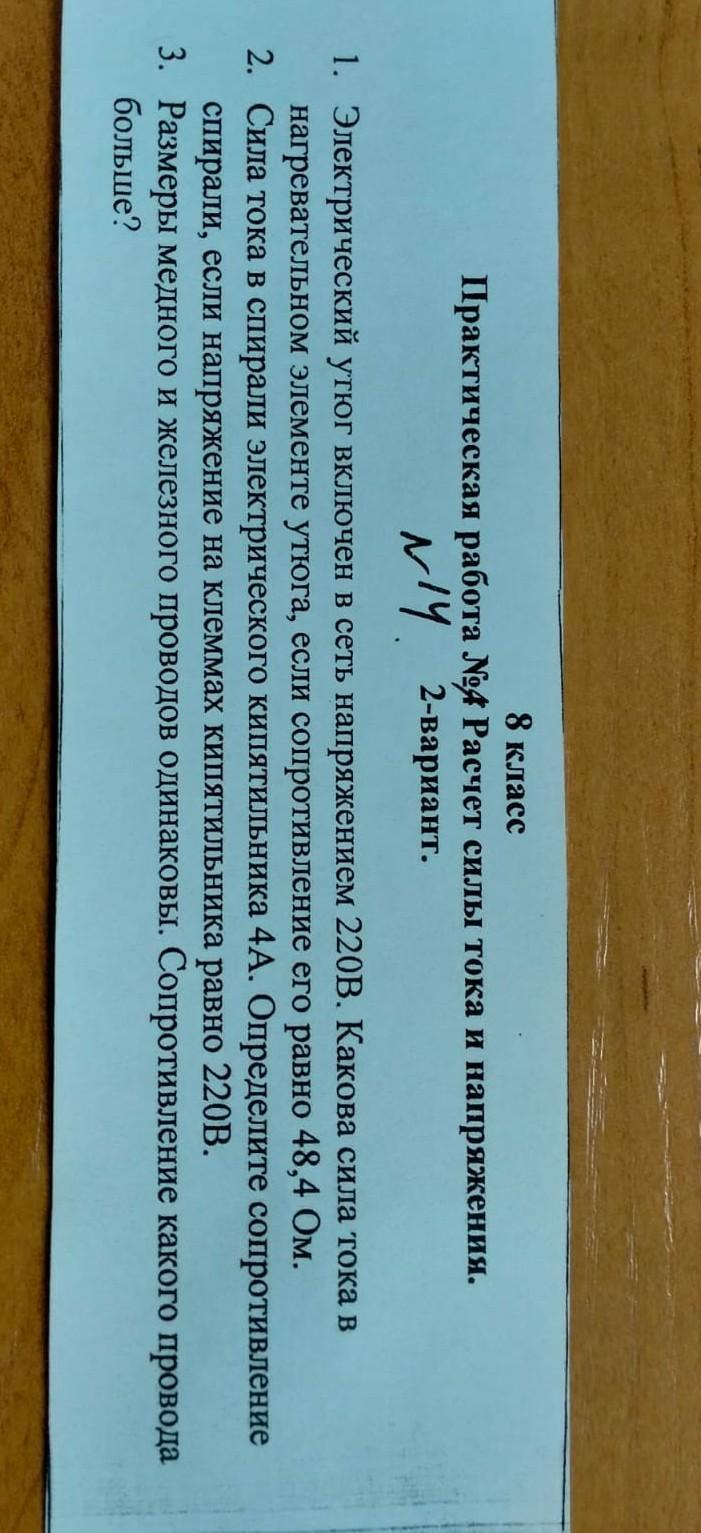 8 класс
Практическая работа №4 Расчет силы тока и напряжения.
N14 2-вариант.
1. Электрический утюг включен в сеть напряжением 220В. Какова сила тока в
нагревательном элементе утюга, если сопротивление его равно 48,4 Ом.
2. Сила тока в спирали электрического кипятильника 4А. Определите сопротивление
спирали, если напряжение на клеммах кипятильника равно 220В.
3. Размеры медного и железного проводов одинаковы. Сопротивление какого провода
больше?